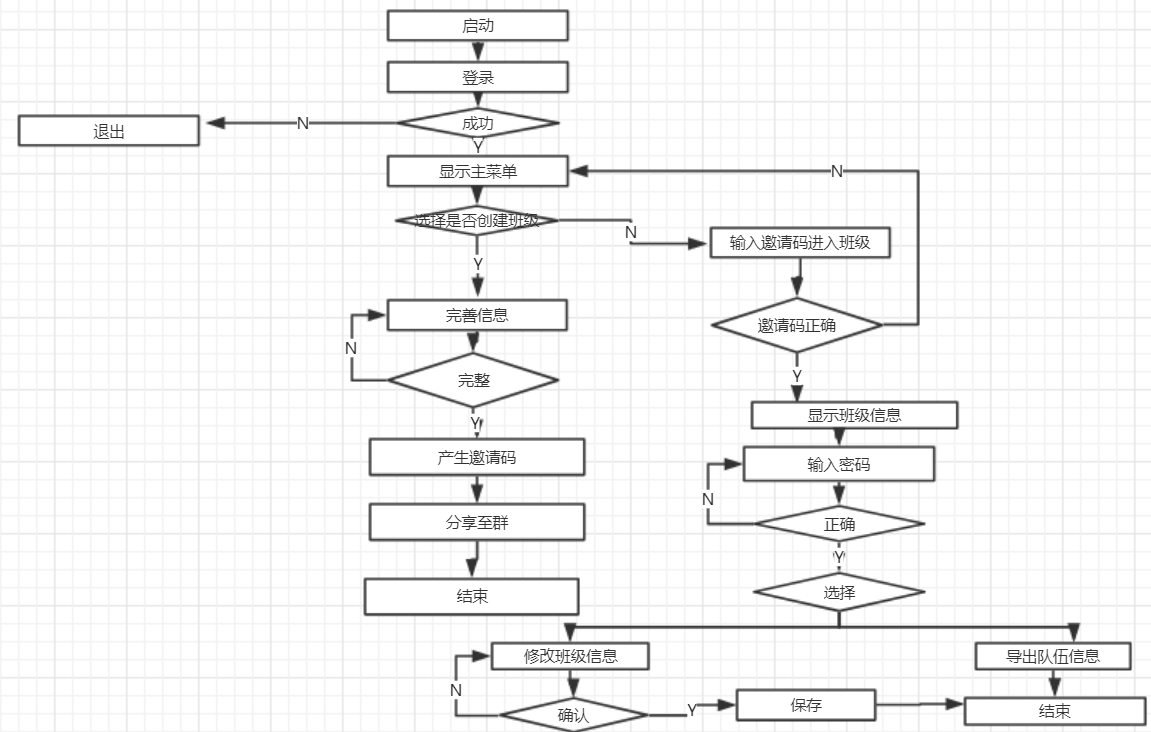 启动
登录
成功
N
退出
Y
显示主菜单
N
选择是否创建班级
N
输入邀请码进入班级
Y
完善信息
邀请码正确
N
完整
Y
Y
显示班级信息
产生邀请码
输入密码
N
分享至群
正确
Y
结束
选择
修改班级信息
导出队伍信息
N
确认
Y
保存
结束